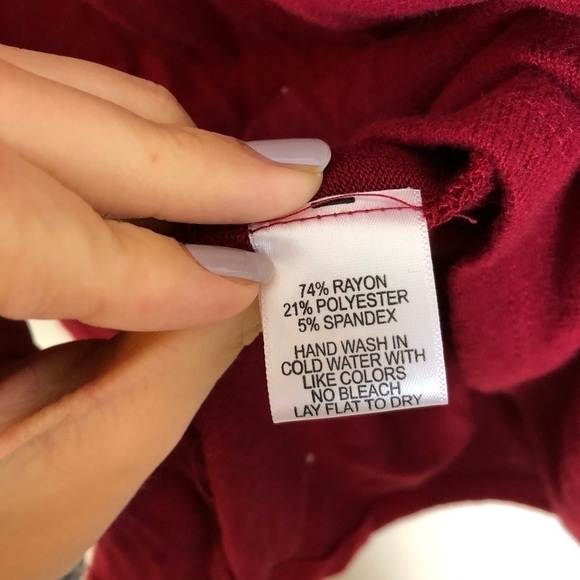 74% RAYON
21% POLYESTER
5% SPANDEX
HAND WASH IN
COLD WATER WITH
LIKE COLORS
NO BLEACH
LAY FLAT TO DRY